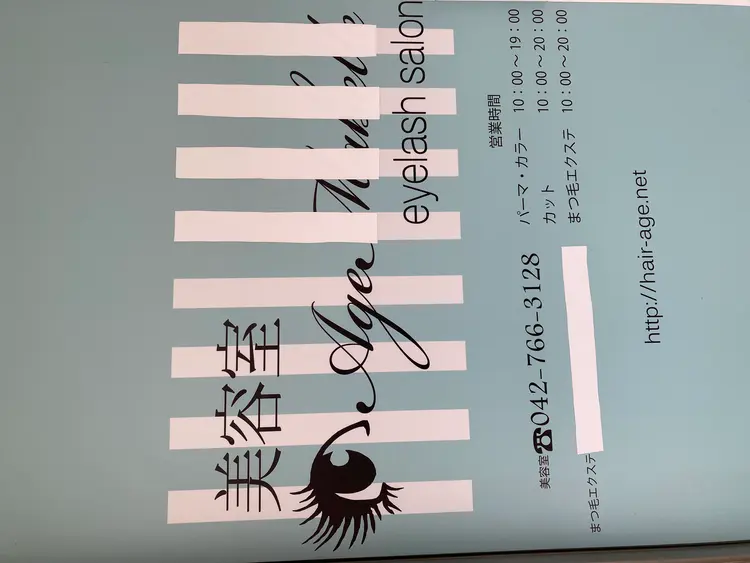 美容室
Age
eyelash salon
営業時間
パーマ・カラー 10：00〜19：00
カット 10：00〜20：00
まつ毛エクステ 10：00〜20：00
美容室☎042-766-3128
まつ毛エクステ
http://hair-age.net